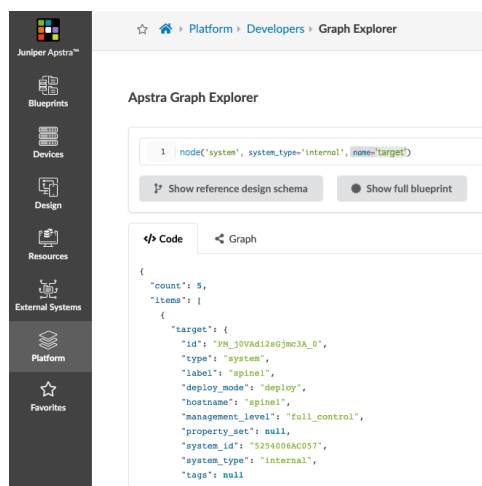 Juniper Apstra™
Blueprints
Devices
Design
Resources
External Systems
Platform
Favorites
Platform › Developers › Graph Explorer
Apstra Graph Explorer
1 node('system', system_type='internal', name='target')
Show reference design schema
Show full blueprint
</> Code
Graph
{
"count": 5,
"items": [
{
"target": {
"id": "PM_j0VAdi2sGjmc3A_0",
"type": "system",
"label": "spine1",
"deploy_mode": "deploy",
"hostname": "spine1",
"management_level": "full_control",
"property_set": null,
"system_id": "5254006AC057",
"system_type": "internal",
"tags": null